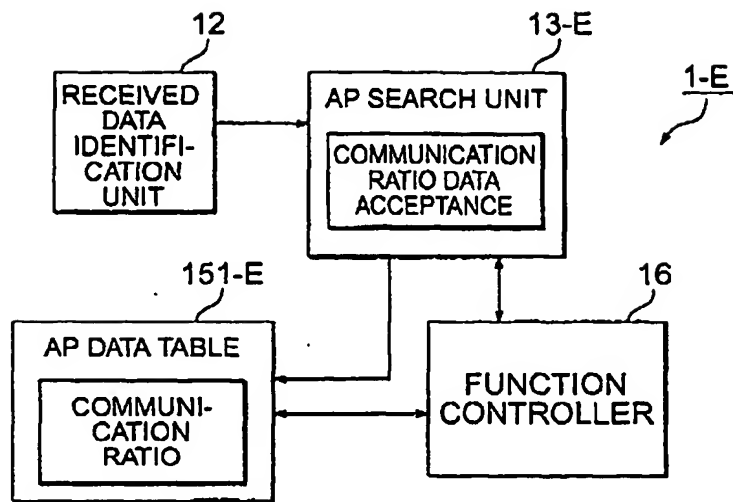 12
13-E
1-E
RECEIVED
DATA
IDENTIFI-
CATION
UNIT
AP SEARCH UNIT
COMMUNICATION
RATIO DATA
ACCEPTANCE
151-E
16
AP DATA TABLE
COMMUNI-
CATION
RATIO
FUNCTION
CONTROLLER